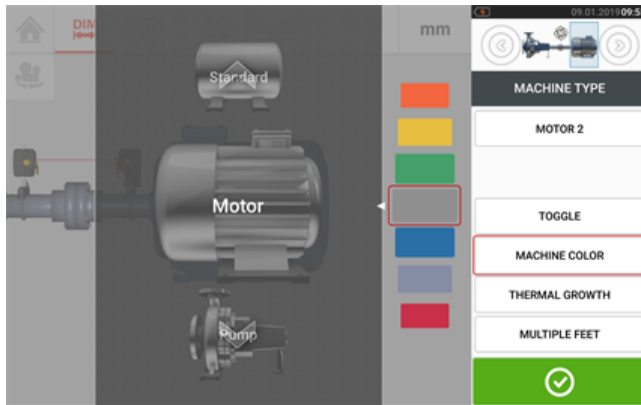 09.01.2019 09:5
DIM
mm
MACHINE TYPE
Standard
MOTOR 2
Motor
TOGGLE
MACHINE COLOR
THERMAL GROWTH
Pump
MULTIPLE FEET